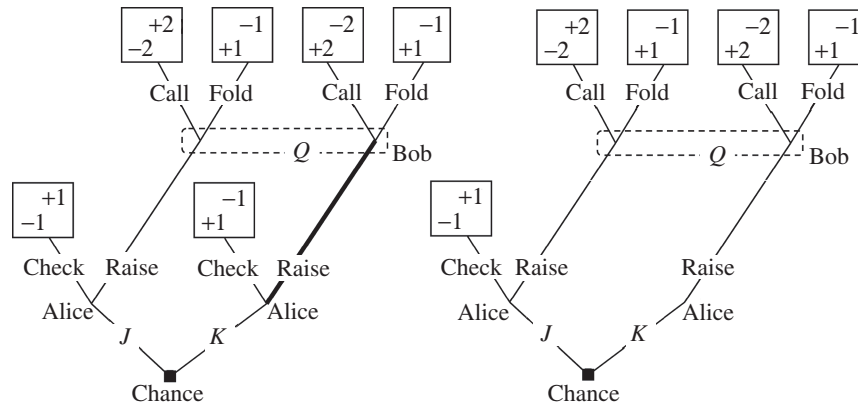 +2 -1 -2 -1 +2 -1 -2 -1
−2 +1 +2 +1 −2 +1 +2 +1
Call Fold Call Fold Call Fold Call Fold
Q Bob Q Bob
+1 −1 +1
−1 +1 −1
Check Raise Check Raise Check Raise Raise
Alice Alice Alice Alice
J K J K
Chance Chance